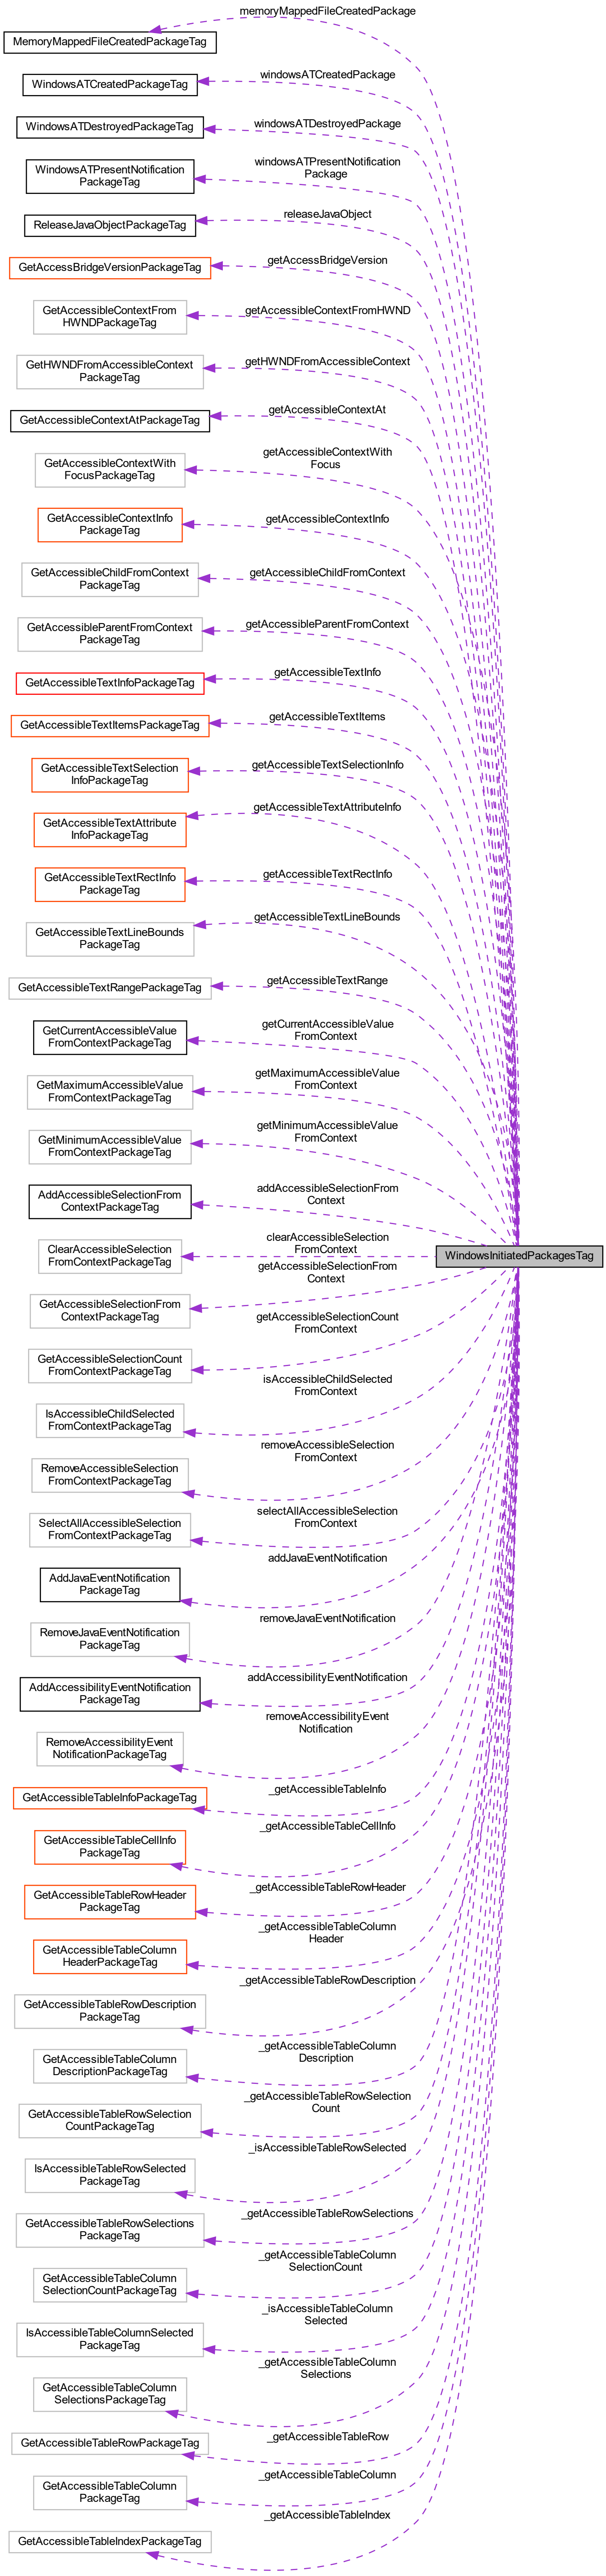 memoryMappedFileCreatedPackage
MemoryMappedFileCreatedPackageTag
windowsATCreatedPackage
WindowsATCreatedPackageTag
windowsATDestroyedPackage
WindowsATDestroyedPackageTag
windowsATPresentNotification
Package
WindowsATPresentNotification
PackageTag
releaseJavaObject
ReleaseJavaObjectPackageTag
getAccessBridgeVersion
GetAccessBridgeVersionPackageTag
getAccessibleContextFromHWND
GetAccessibleContextFrom
HWNDPackageTag
getHWNDFromAccessibleContext
GetHWNDFromAccessibleContext
PackageTag
getAccessibleContextAt
GetAccessibleContextAtPackageTag
getAccessibleContextWith
Focus
GetAccessibleContextWith
FocusPackageTag
getAccessibleContextInfo
GetAccessibleContextInfo
PackageTag
getAccessibleChildFromContext
GetAccessibleChildFromContext
PackageTag
getAccessibleParentFromContext
GetAccessibleParentFromContext
PackageTag
getAccessibleTextInfo
GetAccessibleTextInfoPackageTag
getAccessibleTextItems
GetAccessibleTextItemsPackageTag
getAccessibleTextSelectionInfo
GetAccessibleTextSelection
InfoPackageTag
getAccessibleTextAttributeInfo
GetAccessibleTextAttribute
InfoPackageTag
getAccessibleTextRectInfo
GetAccessibleTextRectInfo
PackageTag
getAccessibleTextLineBounds
GetAccessibleTextLineBounds
PackageTag
getAccessibleTextRange
GetAccessibleTextRangePackageTag
getCurrentAccessibleValue
FromContext
GetCurrentAccessibleValue
FromContextPackageTag
getMaximumAccessibleValue
FromContext
GetMaximumAccessibleValue
FromContextPackageTag
getMinimumAccessibleValue
FromContext
GetMinimumAccessibleValue
FromContextPackageTag
addAccessibleSelectionFrom
Context
AddAccessibleSelectionFrom
ContextPackageTag
clearAccessibleSelection
FromContext
ClearAccessibleSelection
FromContextPackageTag
WindowsInitiatedPackagesTag
getAccessibleSelectionFrom
Context
GetAccessibleSelectionFrom
ContextPackageTag
getAccessibleSelectionCount
FromContext
GetAccessibleSelectionCount
FromContextPackageTag
isAccessibleChildSelected
FromContext
IsAccessibleChildSelected
FromContextPackageTag
removeAccessibleSelection
FromContext
RemoveAccessibleSelection
FromContextPackageTag
selectAllAccessibleSelection
FromContext
SelectAllAccessibleSelection
FromContextPackageTag
addJavaEventNotification
AddJavaEventNotification
PackageTag
removeJavaEventNotification
RemoveJavaEventNotification
PackageTag
addAccessibilityEventNotification
AddAccessibilityEventNotification
PackageTag
removeAccessibilityEvent
Notification
RemoveAccessibilityEvent
NotificationPackageTag
_getAccessibleTableInfo
GetAccessibleTableInfoPackageTag
_getAccessibleTableCellInfo
GetAccessibleTableCellInfo
PackageTag
_getAccessibleTableRowHeader
GetAccessibleTableRowHeader
PackageTag
_getAccessibleTableColumn
Header
GetAccessibleTableColumn
HeaderPackageTag
_getAccessibleTableRowDescription
GetAccessibleTableRowDescription
PackageTag
_getAccessibleTableColumn
Description
GetAccessibleTableColumn
DescriptionPackageTag
_getAccessibleTableRowSelection
Count
GetAccessibleTableRowSelection
CountPackageTag
_isAccessibleTableRowSelected
IsAccessibleTableRowSelected
PackageTag
_getAccessibleTableRowSelections
GetAccessibleTableRowSelections
PackageTag
_getAccessibleTableColumn
SelectionCount
GetAccessibleTableColumn
SelectionCountPackageTag
_isAccessibleTableColumn
Selected
IsAccessibleTableColumnSelected
PackageTag
_getAccessibleTableColumn
Selections
GetAccessibleTableColumn
SelectionsPackageTag
_getAccessibleTableRow
GetAccessibleTableRowPackageTag
_getAccessibleTableColumn
GetAccessibleTableColumn
PackageTag
_getAccessibleTableIndex
GetAccessibleTableIndexPackageTag